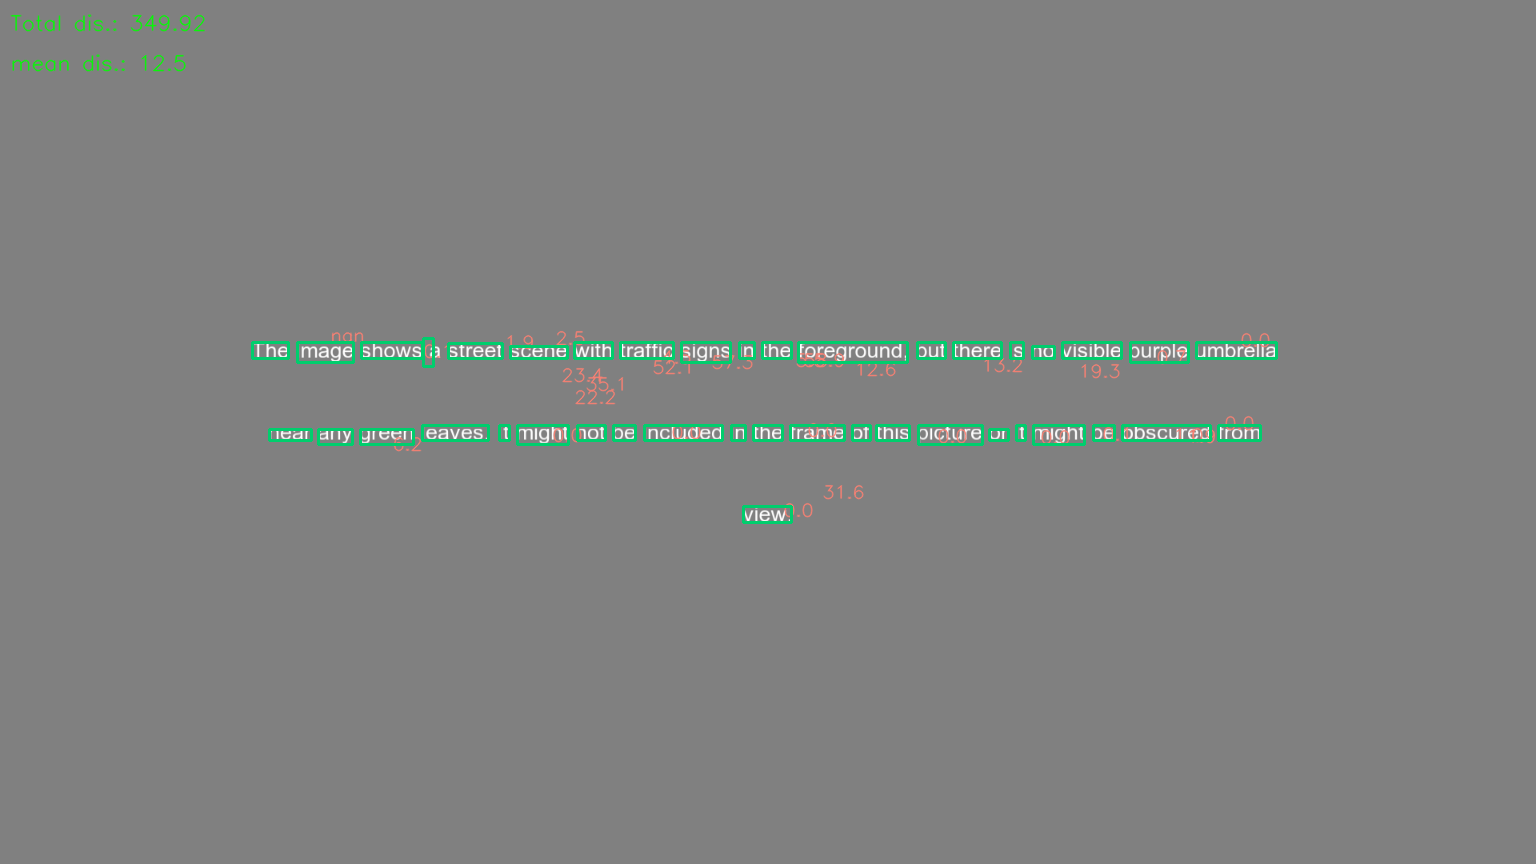 Total dis.: 349.92
mean dis.: 12.5
nan 1.9 2.5 0.0
The image shows a street scene with traffic signs in the foreground, but there is no visible purple umbrella
52.1 57.5 12.6 13.2 19.3
23.4 35.1
22.2
0.0
near any green leaves. It might not be included in the frame of this picture or it might be obscured from
5.2
31.6
view. 0.0